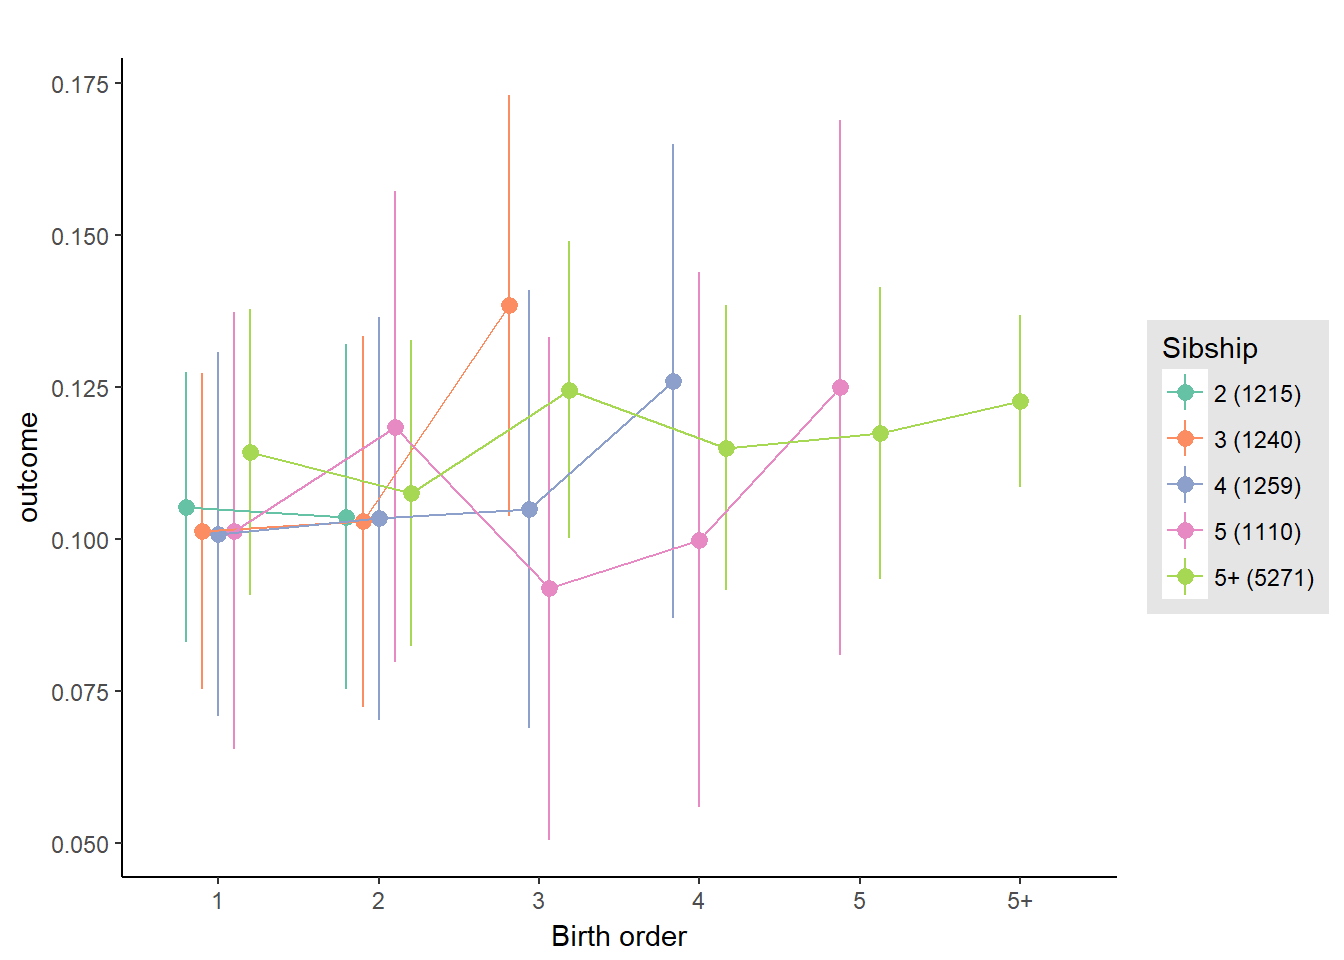 0.175
0.150
0.125
0.100
0.075
0.050
outcome
1 2 3 4 5 5+
Birth order
Sibship
2 (1215)
3 (1240)
4 (1259)
5 (1110)
5+ (5271)